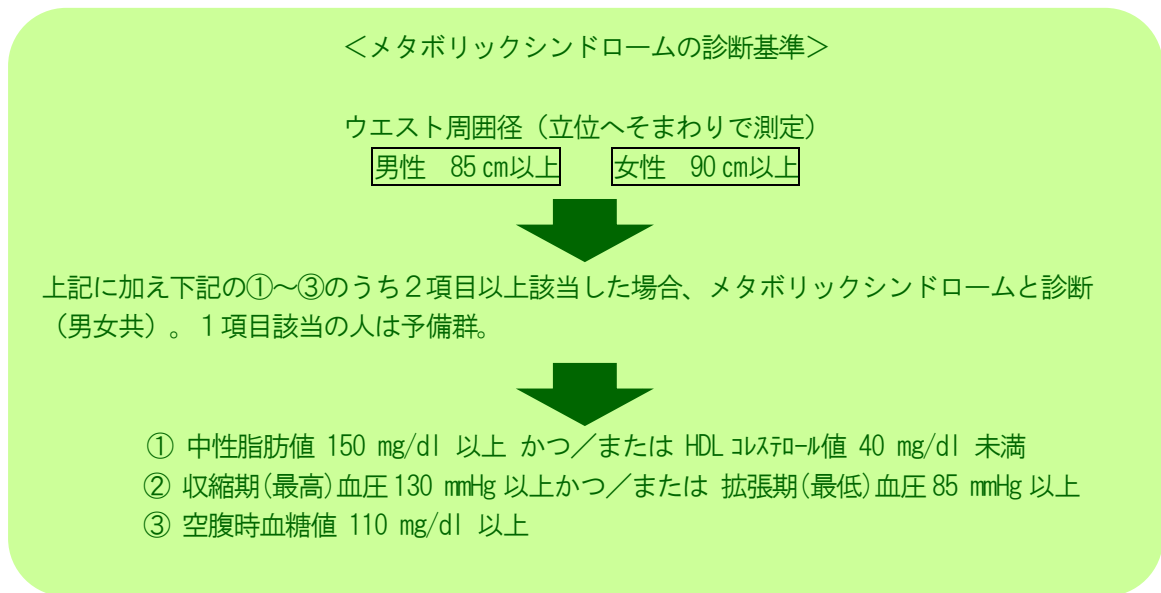 ＜メタボリックシンドロームの診断基準＞
ウエスト周囲径（立位へそまわりで測定）
男性　85㎝以上　女性　90㎝以上
上記に加え下記の①～③のうち２項目以上該当した場合、メタボリックシンドロームと診断
（男女共）。１項目該当の人は予備群。
① 中性脂肪値 150 mg/dl 以上 かつ／または HDL ｺﾚｽﾃﾛｰﾙ値 40 mg/dl 未満
② 収縮期(最高)血圧130 mmHg 以上かつ／または 拡張期(最低)血圧85 mmHg 以上
③ 空腹時血糖値 110 mg/dl 以上